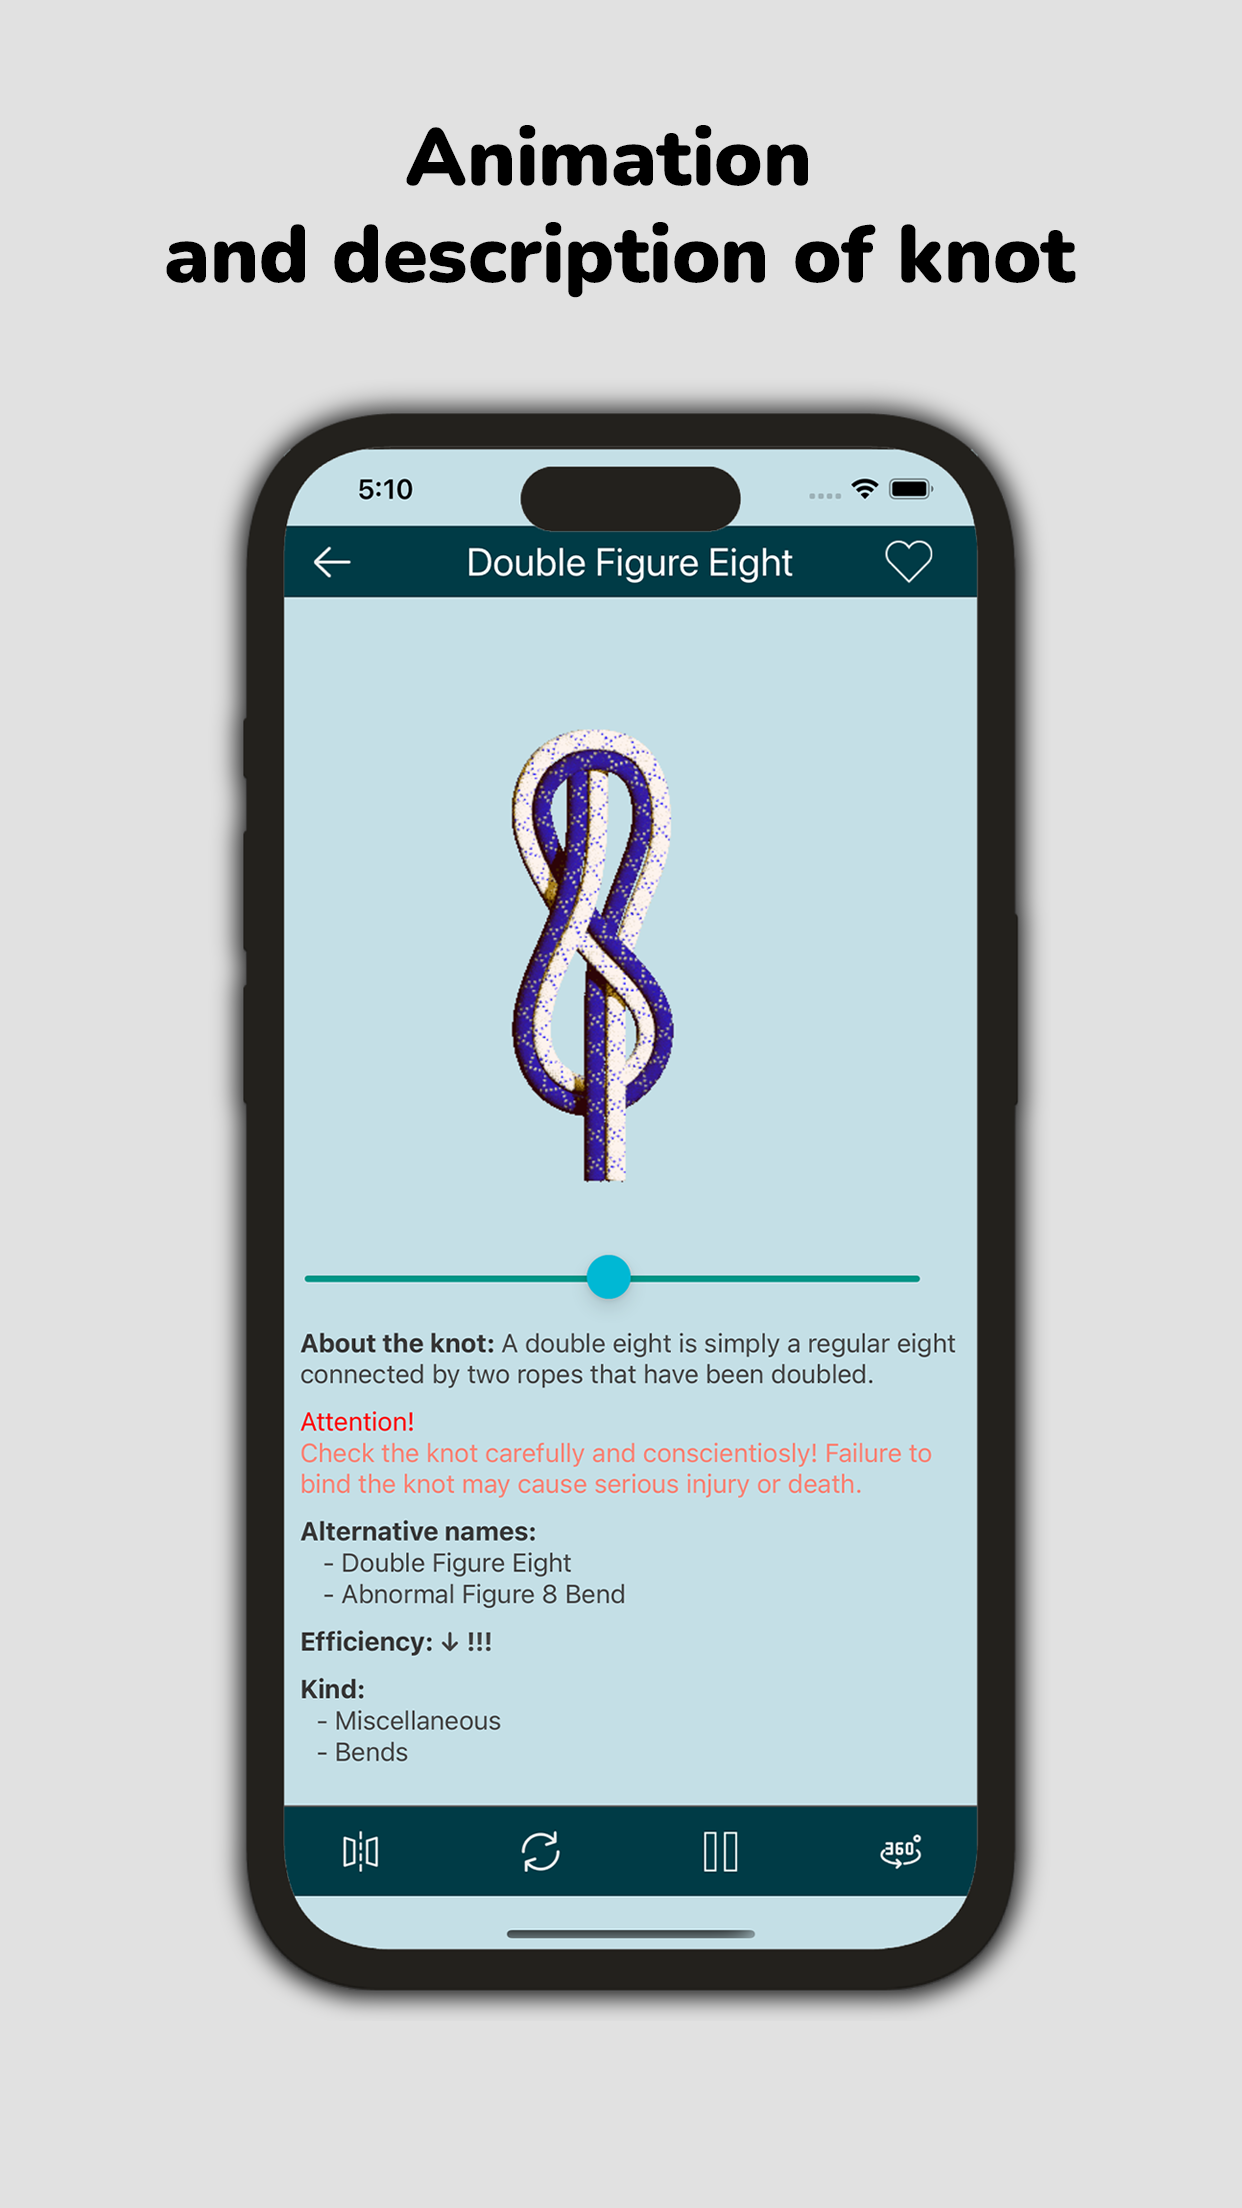 Animation
and description of knot
5:10
Double Figure Eight
About the knot: A double eight is simply a regular eight
connected by two ropes that have been doubled.
Attention!
Check the knot carefully and conscientiosly! Failure to
bind the knot may cause serious injury or death.
Alternative names:
- Double Figure Eight
- Abnormal Figure 8 Bend
Efficiency: ↓ !!!
Kind:
- Miscellaneous
- Bends
360°